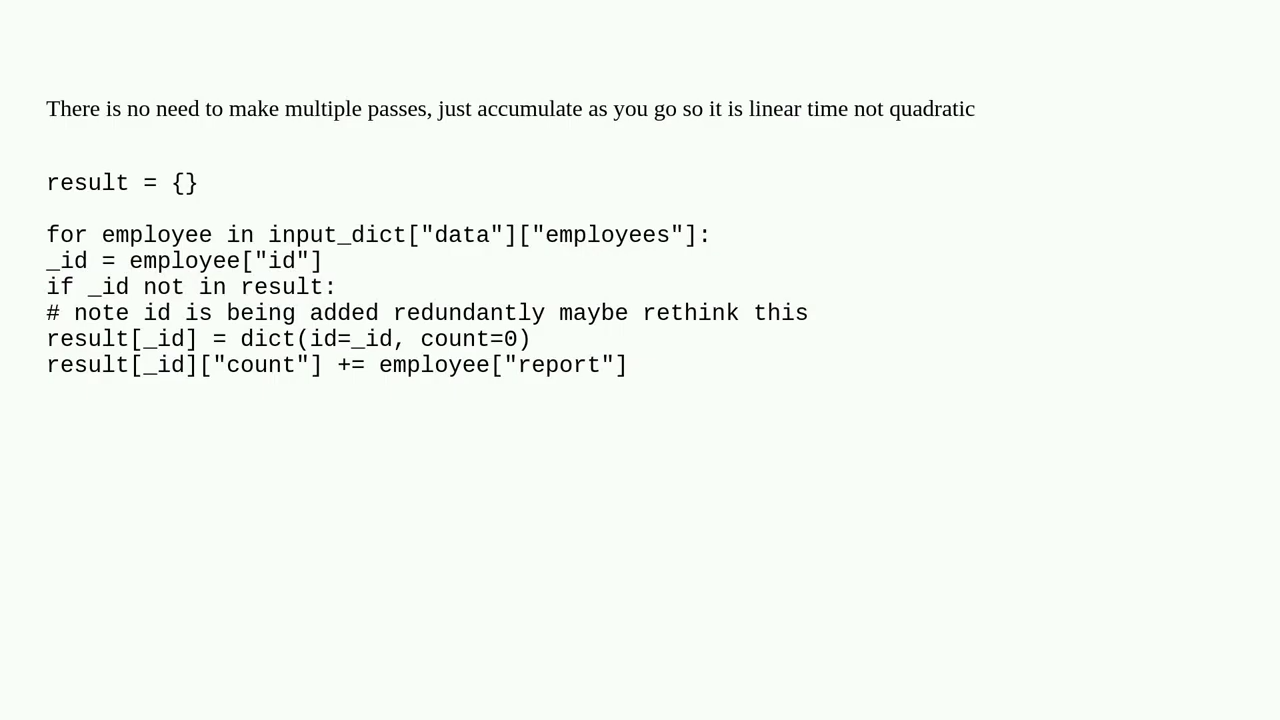 There is no need to make multiple passes, just accumulate as you go so it is linear time not quadratic
result = {}
for employee in input_dict["data"]["employees"]:
_id = employee["id"]
if _id not in result:
# note id is being added redundantly maybe rethink this
result[_id] = dict(id=_id, count=0)
result[_id]["count"] += employee["report"]